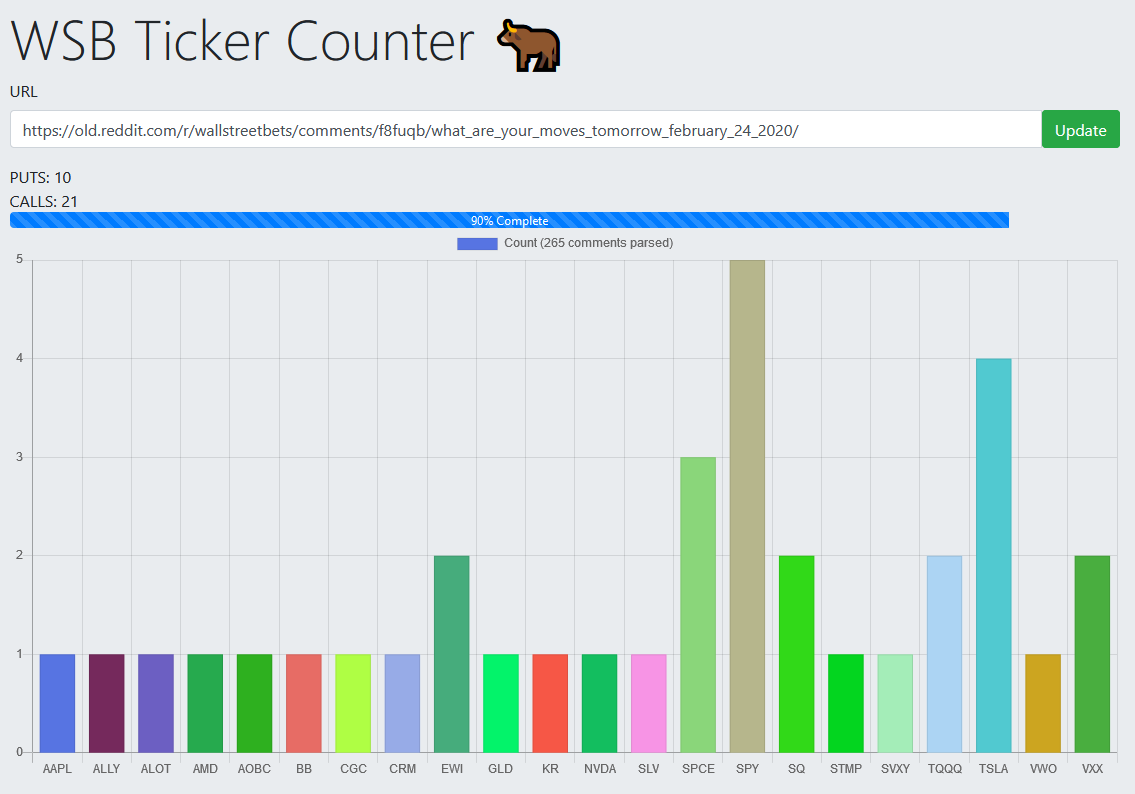 WSB Ticker Counter
URL
https://old.reddit.com/r/wallstreetbets/comments/f8fuqb/what_are_your_moves_tomorrow_february_24_2020/
Update
PUTS: 10
CALLS: 21
90% Complete
Count (265 comments parsed)
5
4
3
2
1
0
AAPL ALLY ALOT AMD AOBC BB CGC CRM EWI GLD KR NVDA SLV SPCE SPY SQ STMP SVXY TQQQ TSLA VWO VXX